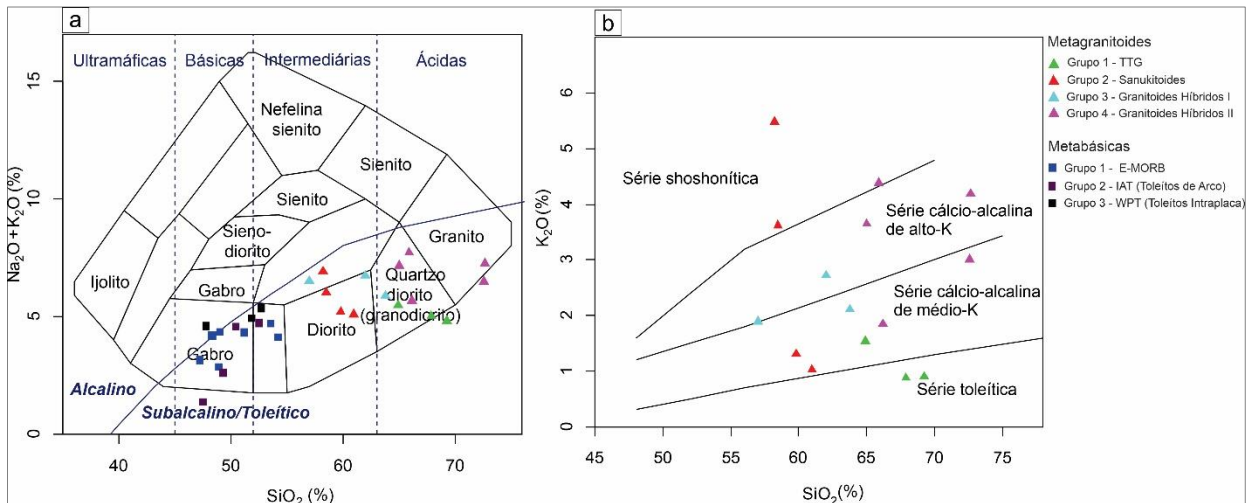 a
Ultramáficas
Básicas
Intermediárias
Ácidas
Na₂O+K₂O (%)
15
10
5
0
Nefelina
sienito
Sienito
Sienito
Sieno-
diorito
Granito
Ijolito
Gabro
Quartzo
diorito
(granodiorito)
Diorito
Gabro
Alcalino
Subalcalino/Toleítico
40
50
60
70
SiO₂(%)
b
K₂O(%)
6
5
4
3
2
1
0
Série shoshonítica
Série cálcio-alcalina
de alto-K
Série cálcio-alcalina
de médio-K
Série toleítica
45
50
55
60
65
70
75
SiO₂(%)
Metagranitoides
Grupo 1 - TTG
Grupo 2 - Sanukitoides
Grupo 3 - Granitoides Híbridos I
Grupo 4 - Granitoides Híbridos II
Metabásicas
Grupo 1 - E-MORB
Grupo 2 - IAT (Toleítos de Arco)
Grupo 3 - WPT (Toleítos Intraplaca)